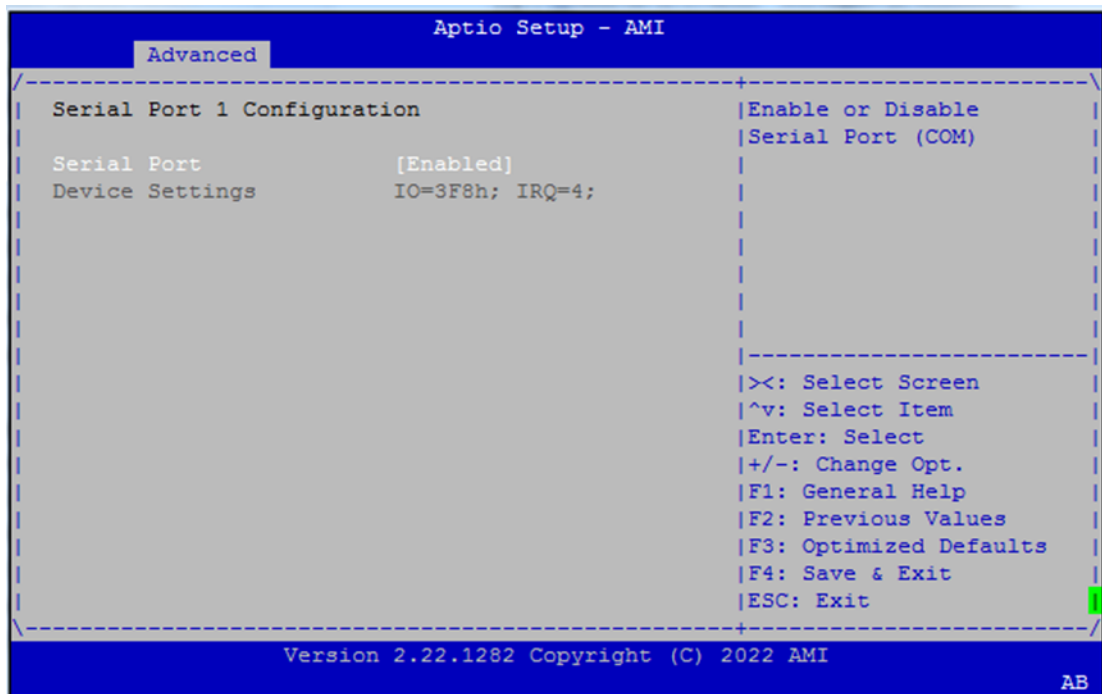 Aptio Setup - AMI
Advanced
Serial Port 1 Configuration
Serial Port [Enabled]
Device Settings IO=3F8h; IRQ=4;
Enable or Disable
Serial Port (COM)
><: Select Screen
^v: Select Item
Enter: Select
+/-: Change Opt.
F1: General Help
F2: Previous Values
F3: Optimized Defaults
F4: Save & Exit
ESC: Exit
Version 2.22.1282 Copyright (C) 2022 AMI
AB